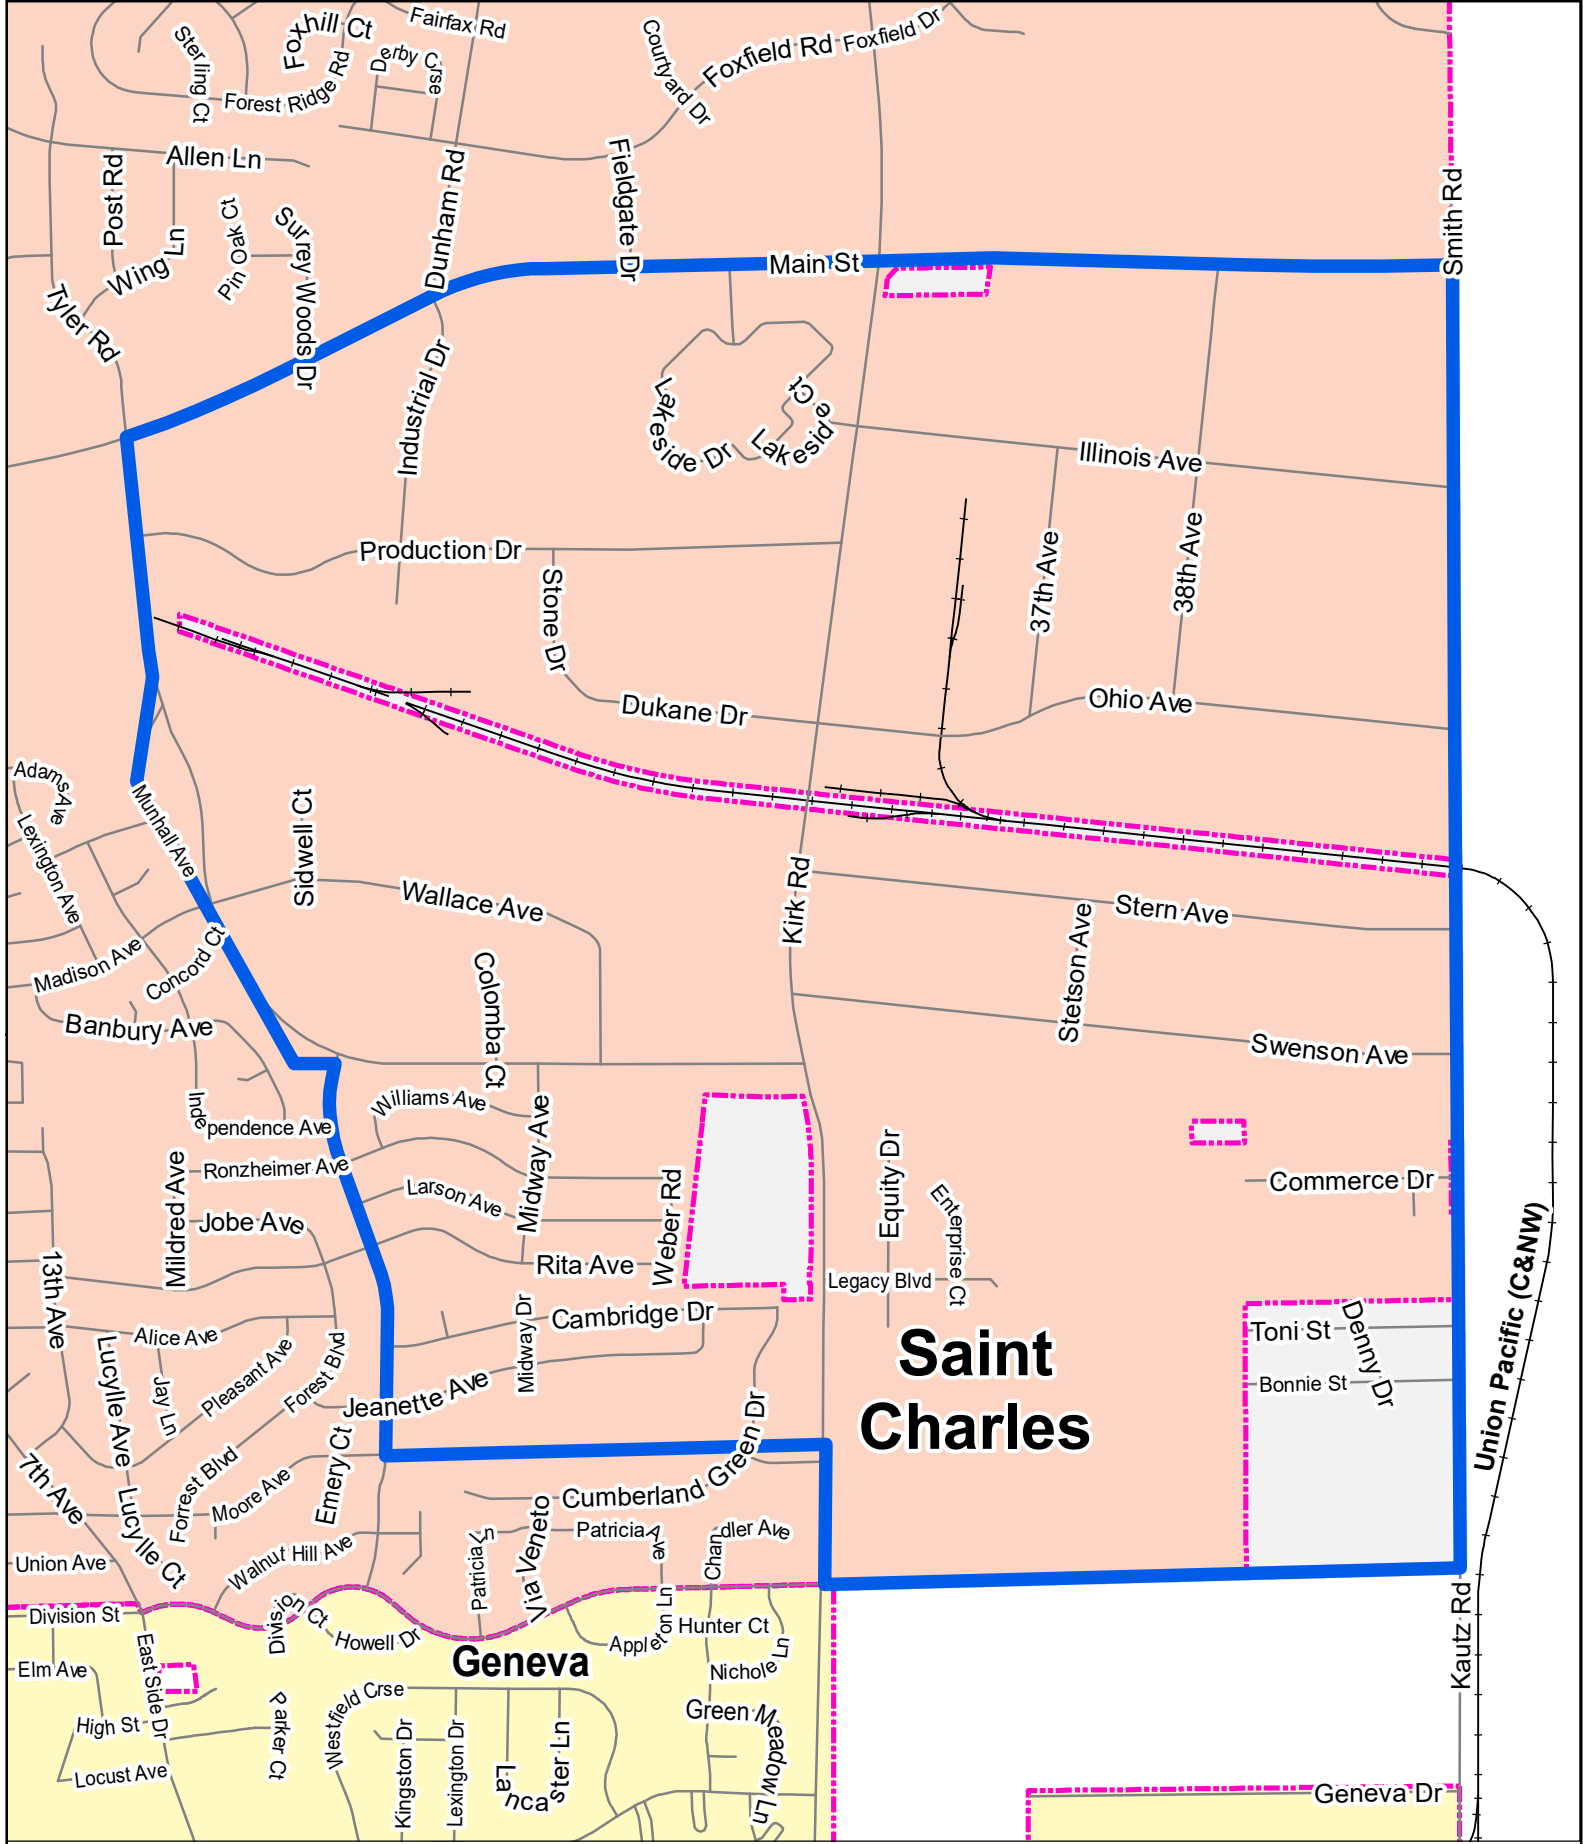 Foxhill Ct
Fairfax Rd
Sterling Ct
Derby Crse
Courtyard Dr
Foxfield Rd
Foxfield Dr
Forest Ridge Rd
Allen Ln
Post Rd
Dunham Rd
Fieldgate Dr
Smith Rd
Wing Ln
Pin Oak Ct
Surrey Woods Dr
Main St
Tyler Rd
Industrial Dr
Lakeside Dr
Lakeside Ct
Illinois Ave
Production Dr
Stone Dr
37th Ave
38th Ave
Dukane Dr
Ohio Ave
Adams Ave
Munhall Ave
Lexington Ave
Sidwell Ct
Wallace Ave
Kirk Rd
Stern Ave
Stetson Ave
Madison Ave
Concord Ct
Colomba Ct
Banbury Ave
Swenson Ave
Independence Ave
Williams Ave
Midway Ave
Ronzheimer Ave
Mildred Ave
Larson Ave
Weber Rd
Equity Dr
Enterprise Ct
Commerce Dr
Jobe Ave
13th Ave
Rita Ave
Legacy Blvd
Union Pacific (C&NW)
Cambridge Dr
Midway Dr
Alice Ave
Lucylle Ave
Jay Ln
Pleasant Ave
Forest Blvd
Jeanette Ave
Saint
Charles
Toni St
Denny Dr
Bonnie St
Green Dr
7th Ave
Forrest Blvd
Moore Ave
Emery Ct
Cumberland
Lucylle Ct
Union Ave
Walnut Hill Ave
Patricia Ln
Via Veneto
Patricia Ave
Chandler Ave
Division St
Division Ct
Howell Dr
Appleton Ln
Hunter Ct
Kautz Rd
East Side Dr
Elm Ave
Geneva
Nichole Ln
Parker Ct
Westfield Crse
Green Meadow Ln
High St
Kingston Dr
Lexington Dr
Lancaster Ln
Locust Ave
Geneva Dr